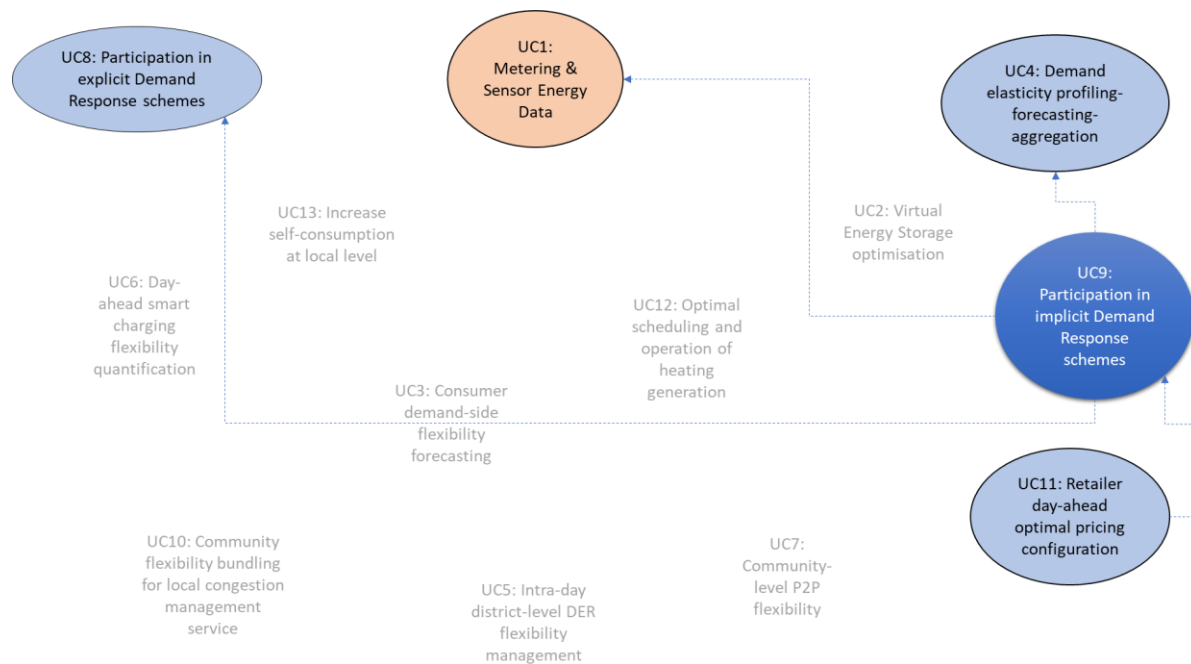 UC8: Participation in
explicit Demand
Response schemes
UC1:
Metering &
Sensor Energy
Data
UC4: Demand
elasticity profiling-
forecasting-
aggregation
UC13: Increase
self-consumption
at local level
UC2: Virtual
Energy Storage
optimisation
UC6: Day-
ahead smart
charging
flexibility
quantification
UC12: Optimal
scheduling and
operation of
heating
generation
UC9:
Participation in
implicit Demand
Response
schemes
UC3: Consumer
demand-side
flexibility
forecasting
UC11: Retailer
day-ahead
optimal pricing
configuration
UC10: Community
flexibility bundling
for local congestion
management
service
UC5: Intra-day
district-level DER
flexibility
management
UC7:
Community-
level P2P
flexibility